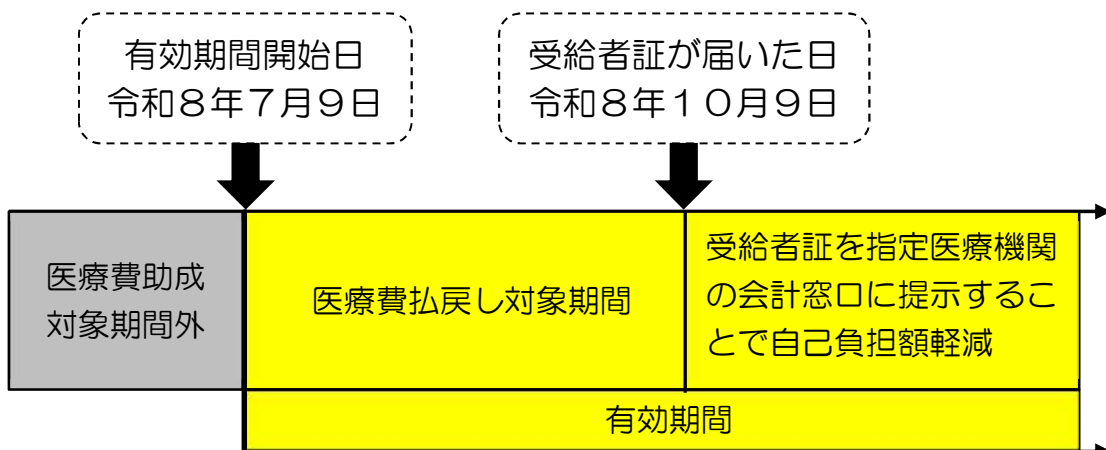 有効期間開始日
令和８年７月９日
受給者証が届いた日
令和８年１０月９日
医療費助成
対象期間外
医療費払戻し対象期間
受給者証を指定医療機関
の会計窓口に提示するこ
とで自己負担額軽減
有効期間